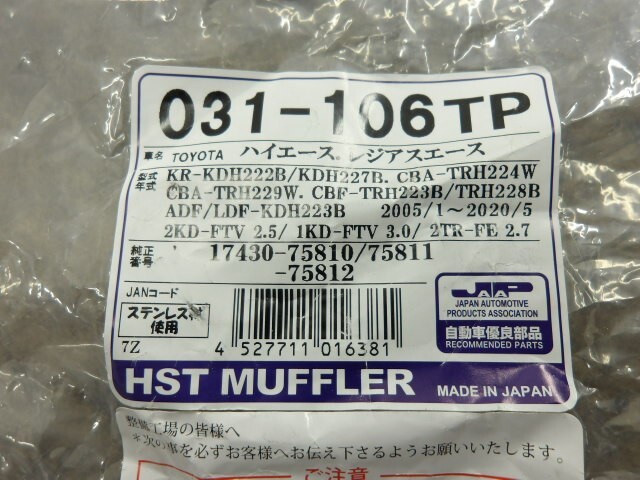 031-106TP
車名 TOYOTA ハイエース. レジアスエース
型式 KR-KDH222B/KDH227B. CBA-TRH224W
年式 CBA-TRH229W. CBF-TRH223B/TRH228B
ADF/LDF-KDH223B 2005/1～2020/5
2KD-FTV 2.5/ 1KD-FTV 3.0/ 2TR-FE 2.7
純正番号 17430-75810/75811
-75812
JANコード
ステンレス材
使用
7Z
4 527711 016381
JAPA
JAPAN AUTOMOTIVE
PRODUCTS ASSOCIATION
自動車優良部品
RECOMMENDED PARTS
HST MUFFLER MADE IN JAPAN
整備工場の皆様へ
*次の事を必ずお客様へお伝え下さるようお願いいたします。
ご注意